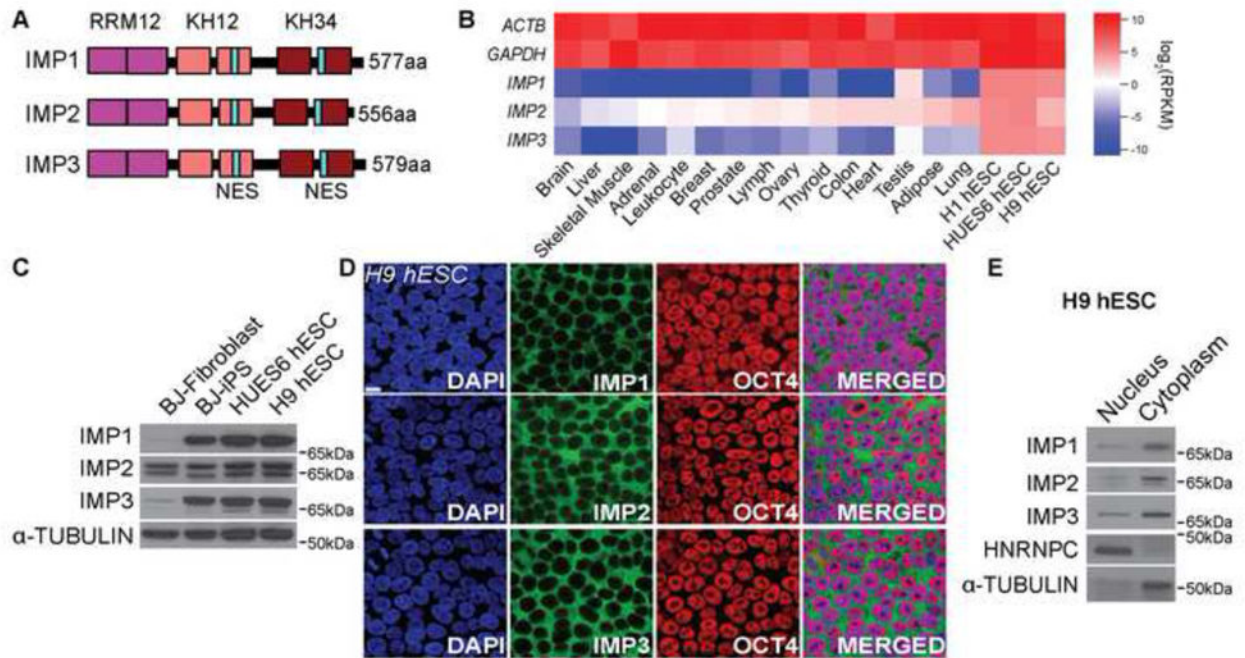 A
RRM12 KH12 KH34
IMP1 577aa
IMP2 556aa
IMP3 579aa
NES NES
B
ACTB
GAPDH
IMP1
IMP2
IMP3
Brain
Liver
Skeletal Muscle
Adrenal
Leukocyte
Breast
Prostate
Lymph
Ovary
Thyroid
Colon
Heart
Testis
Adipose
Lung
H1 hESC
HUES6 hESC
H9 hESC
10
5
0
-5
-10
log2(RPKM)
C
BJ-Fibroblast
BJ-iPS
HUES6 hESC
H9 hESC
IMP1 -65kDa
IMP2 -65kDa
IMP3 -65kDa
α-TUBULIN -50kDa
D
H9 hESC
DAPI IMP1 OCT4 MERGED
DAPI IMP2 OCT4 MERGED
DAPI IMP3 OCT4 MERGED
E
H9 hESC
Nucleus
Cytoplasm
IMP1 -65kDa
IMP2 -65kDa
IMP3 -65kDa
-50kDa
HNRNPC
α-TUBULIN -50kDa